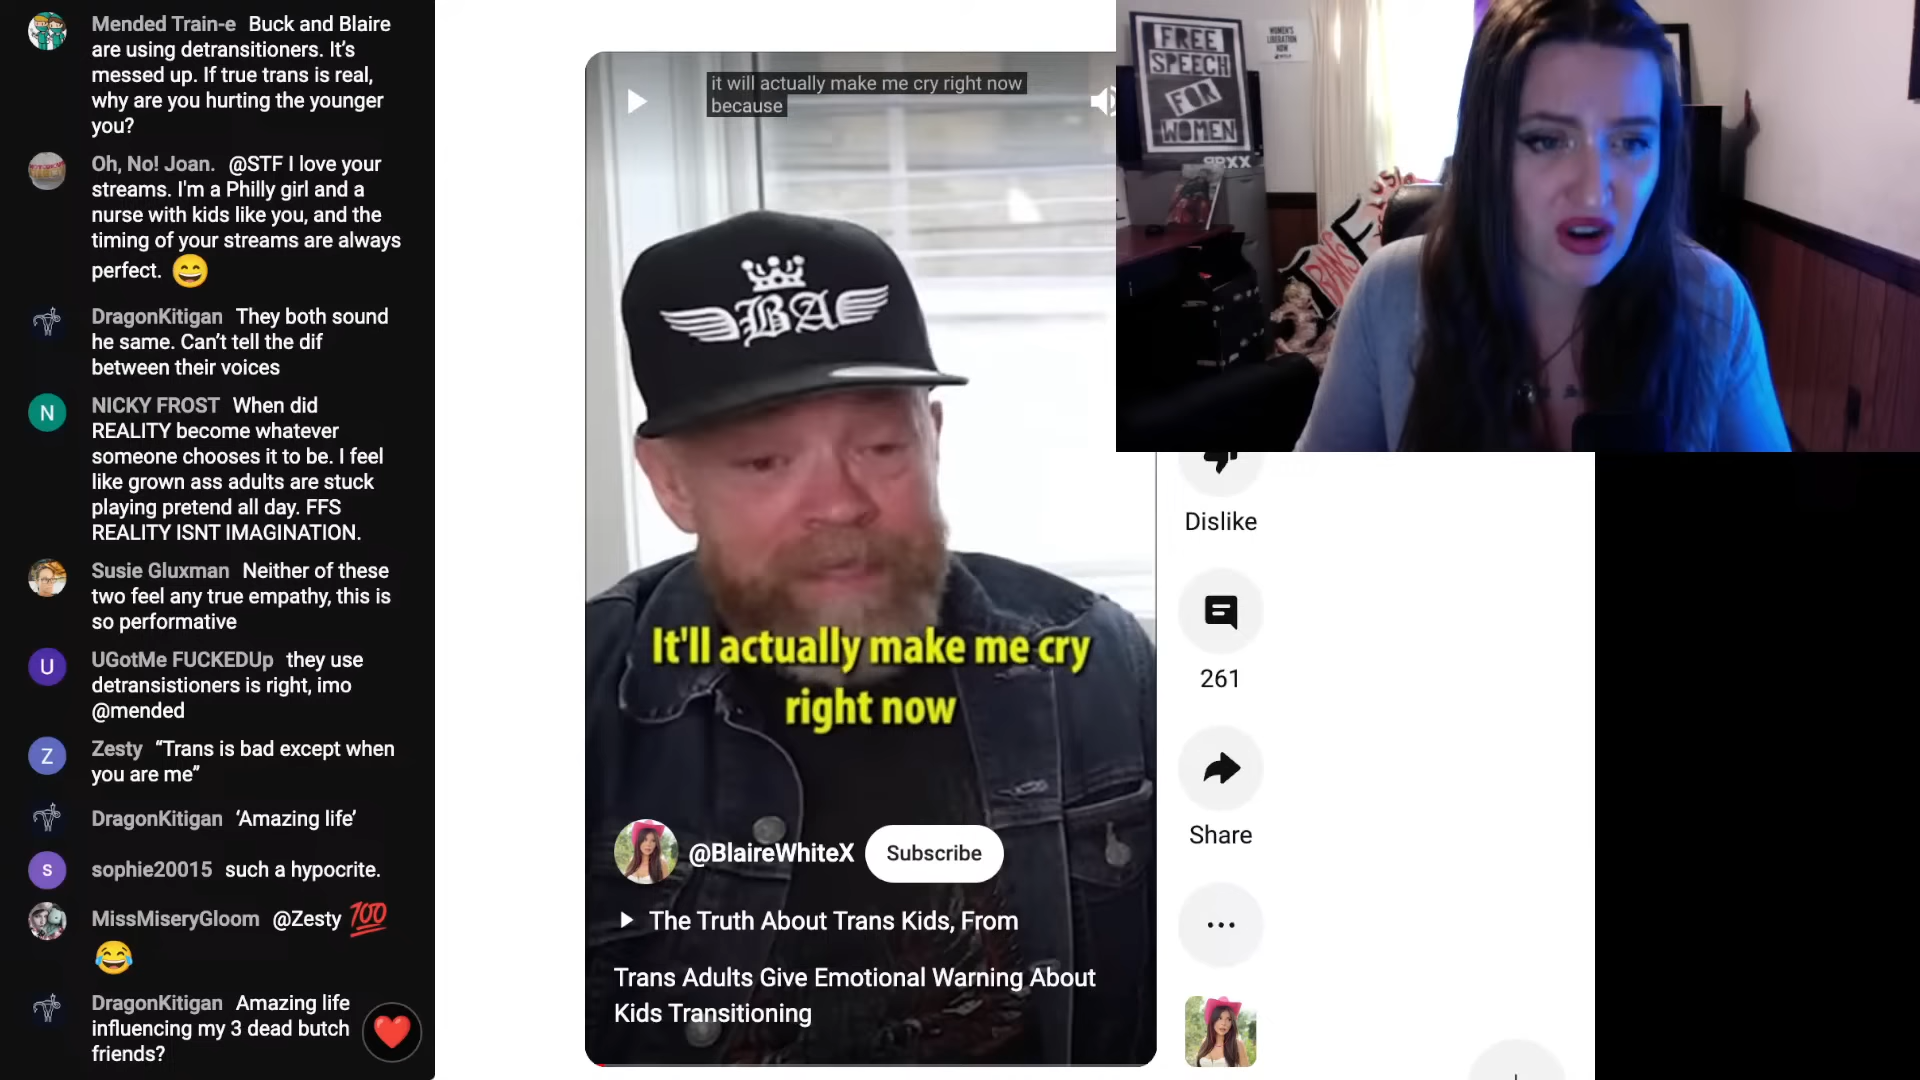 Mended Train-e Buck and Blaire
are using detransitioners. It's
messed up. If true trans is real,
why are you hurting the younger
you?
Oh, No! Joan. @STF I love your
streams. I'm a Philly girl and a
nurse with kids like you, and the
timing of your streams are always
perfect. 😄
DragonKitigan They both sound
he same. Can't tell the dif
between their voices
N
NICKY FROST When did
REALITY become whatever
someone chooses it to be. I feel
like grown ass adults are stuck
playing pretend all day. FFS
REALITY ISNT IMAGINATION.
Susie Gluxman Neither of these
two feel any true empathy, this is
so performative
U
UGotMe FUCKEDUp they use
detransistioners is right, imo
@mended
Z
Zesty "Trans is bad except when
you are me"
DragonKitigan 'Amazing life'
s
sophie20015 such a hypocrite.
MissMiseryGloom @Zesty 💯
😂
DragonKitigan Amazing life
influencing my 3 dead butch
friends?
it will actually make me cry right now
because
BA
It'll actually make me cry
right now
@BlaireWhiteX Subscribe
The Truth About Trans Kids, From
Trans Adults Give Emotional Warning About
Kids Transitioning
Dislike
261
Share
FREE
SPEECH
FOR
WOMEN
WOMEN'S
LIBERATION
NOW
TRANS